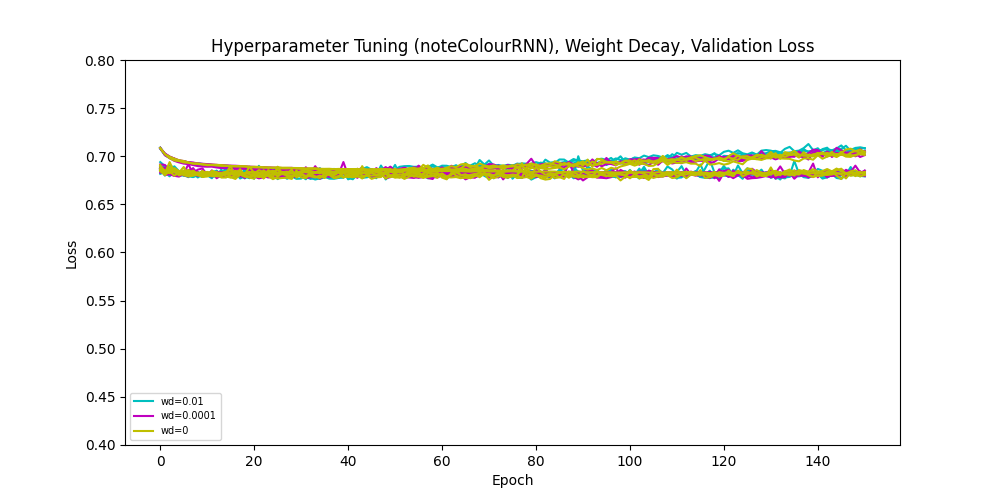 Hyperparameter Tuning (noteColourRNN), Weight Decay, Validation Loss
0.80
0.75
0.70
0.65
0.60
0.55
0.50
0.45
0.40
Loss
wd=0.01
wd=0.0001
wd=0
0 20 40 60 80 100 120 140
Epoch